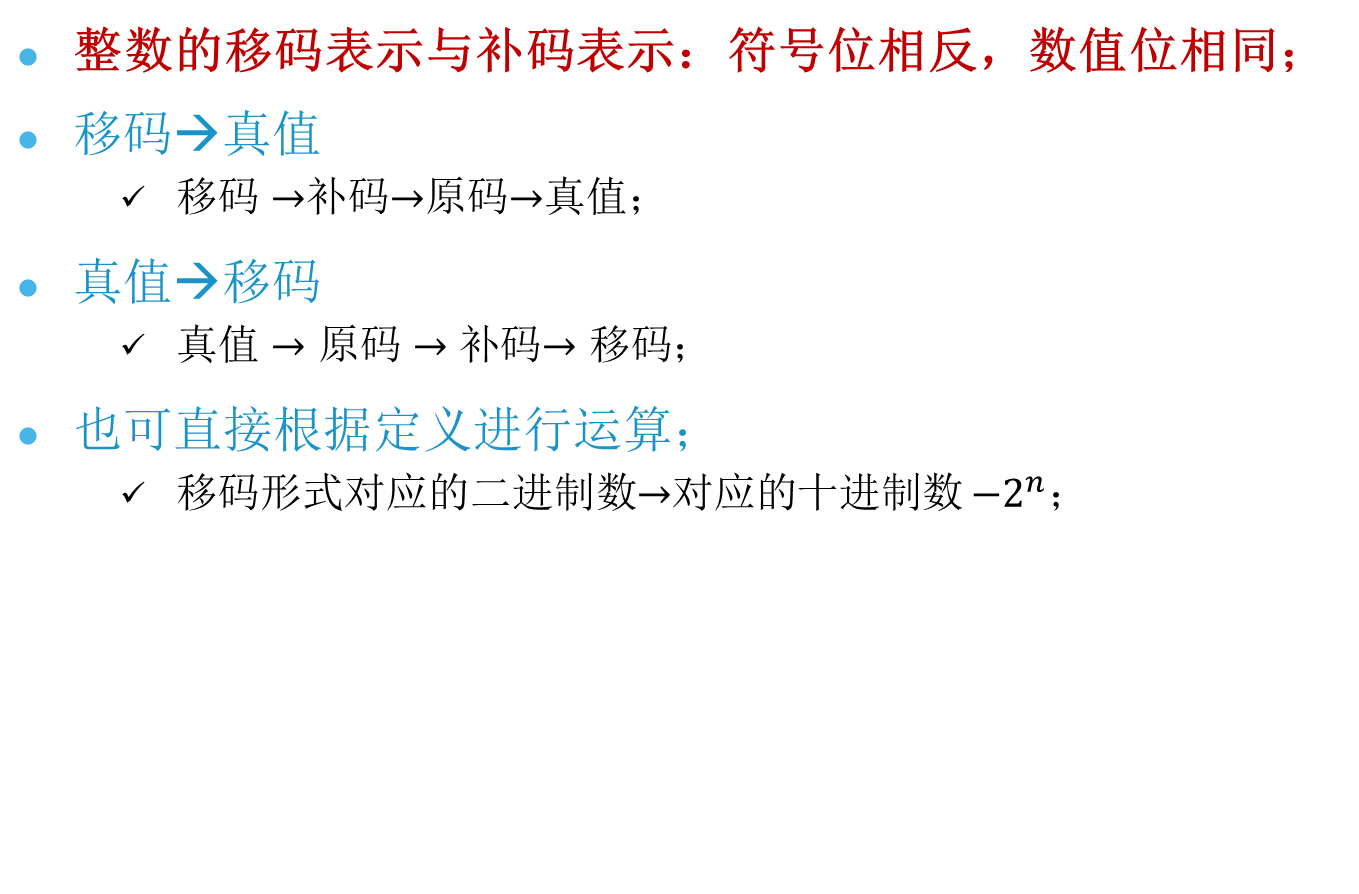 • 整数的移码表示与补码表示：符号位相反，数值位相同；
• 移码→真值
✓ 移码 →补码→原码→真值；
• 真值→移码
✓ 真值 → 原码 → 补码→ 移码；
• 也可直接根据定义进行运算；
✓ 移码形式对应的二进制数→对应的十进制数 −2ⁿ；